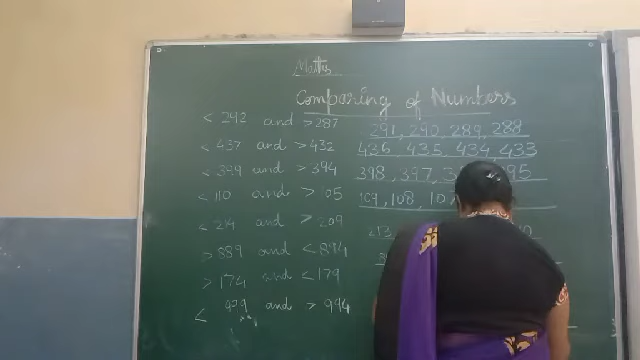 Maths
Comparing of Numbers
< 292 and > 287 291, 290, 289, 288
< 437 and > 432 436, 435, 434, 433
< 399 and > 394 398, 397, 395
< 110 and > 109, 108,
< 214 and > 209 213
> 889 and < 894
> 174 and < 179
< and > 994